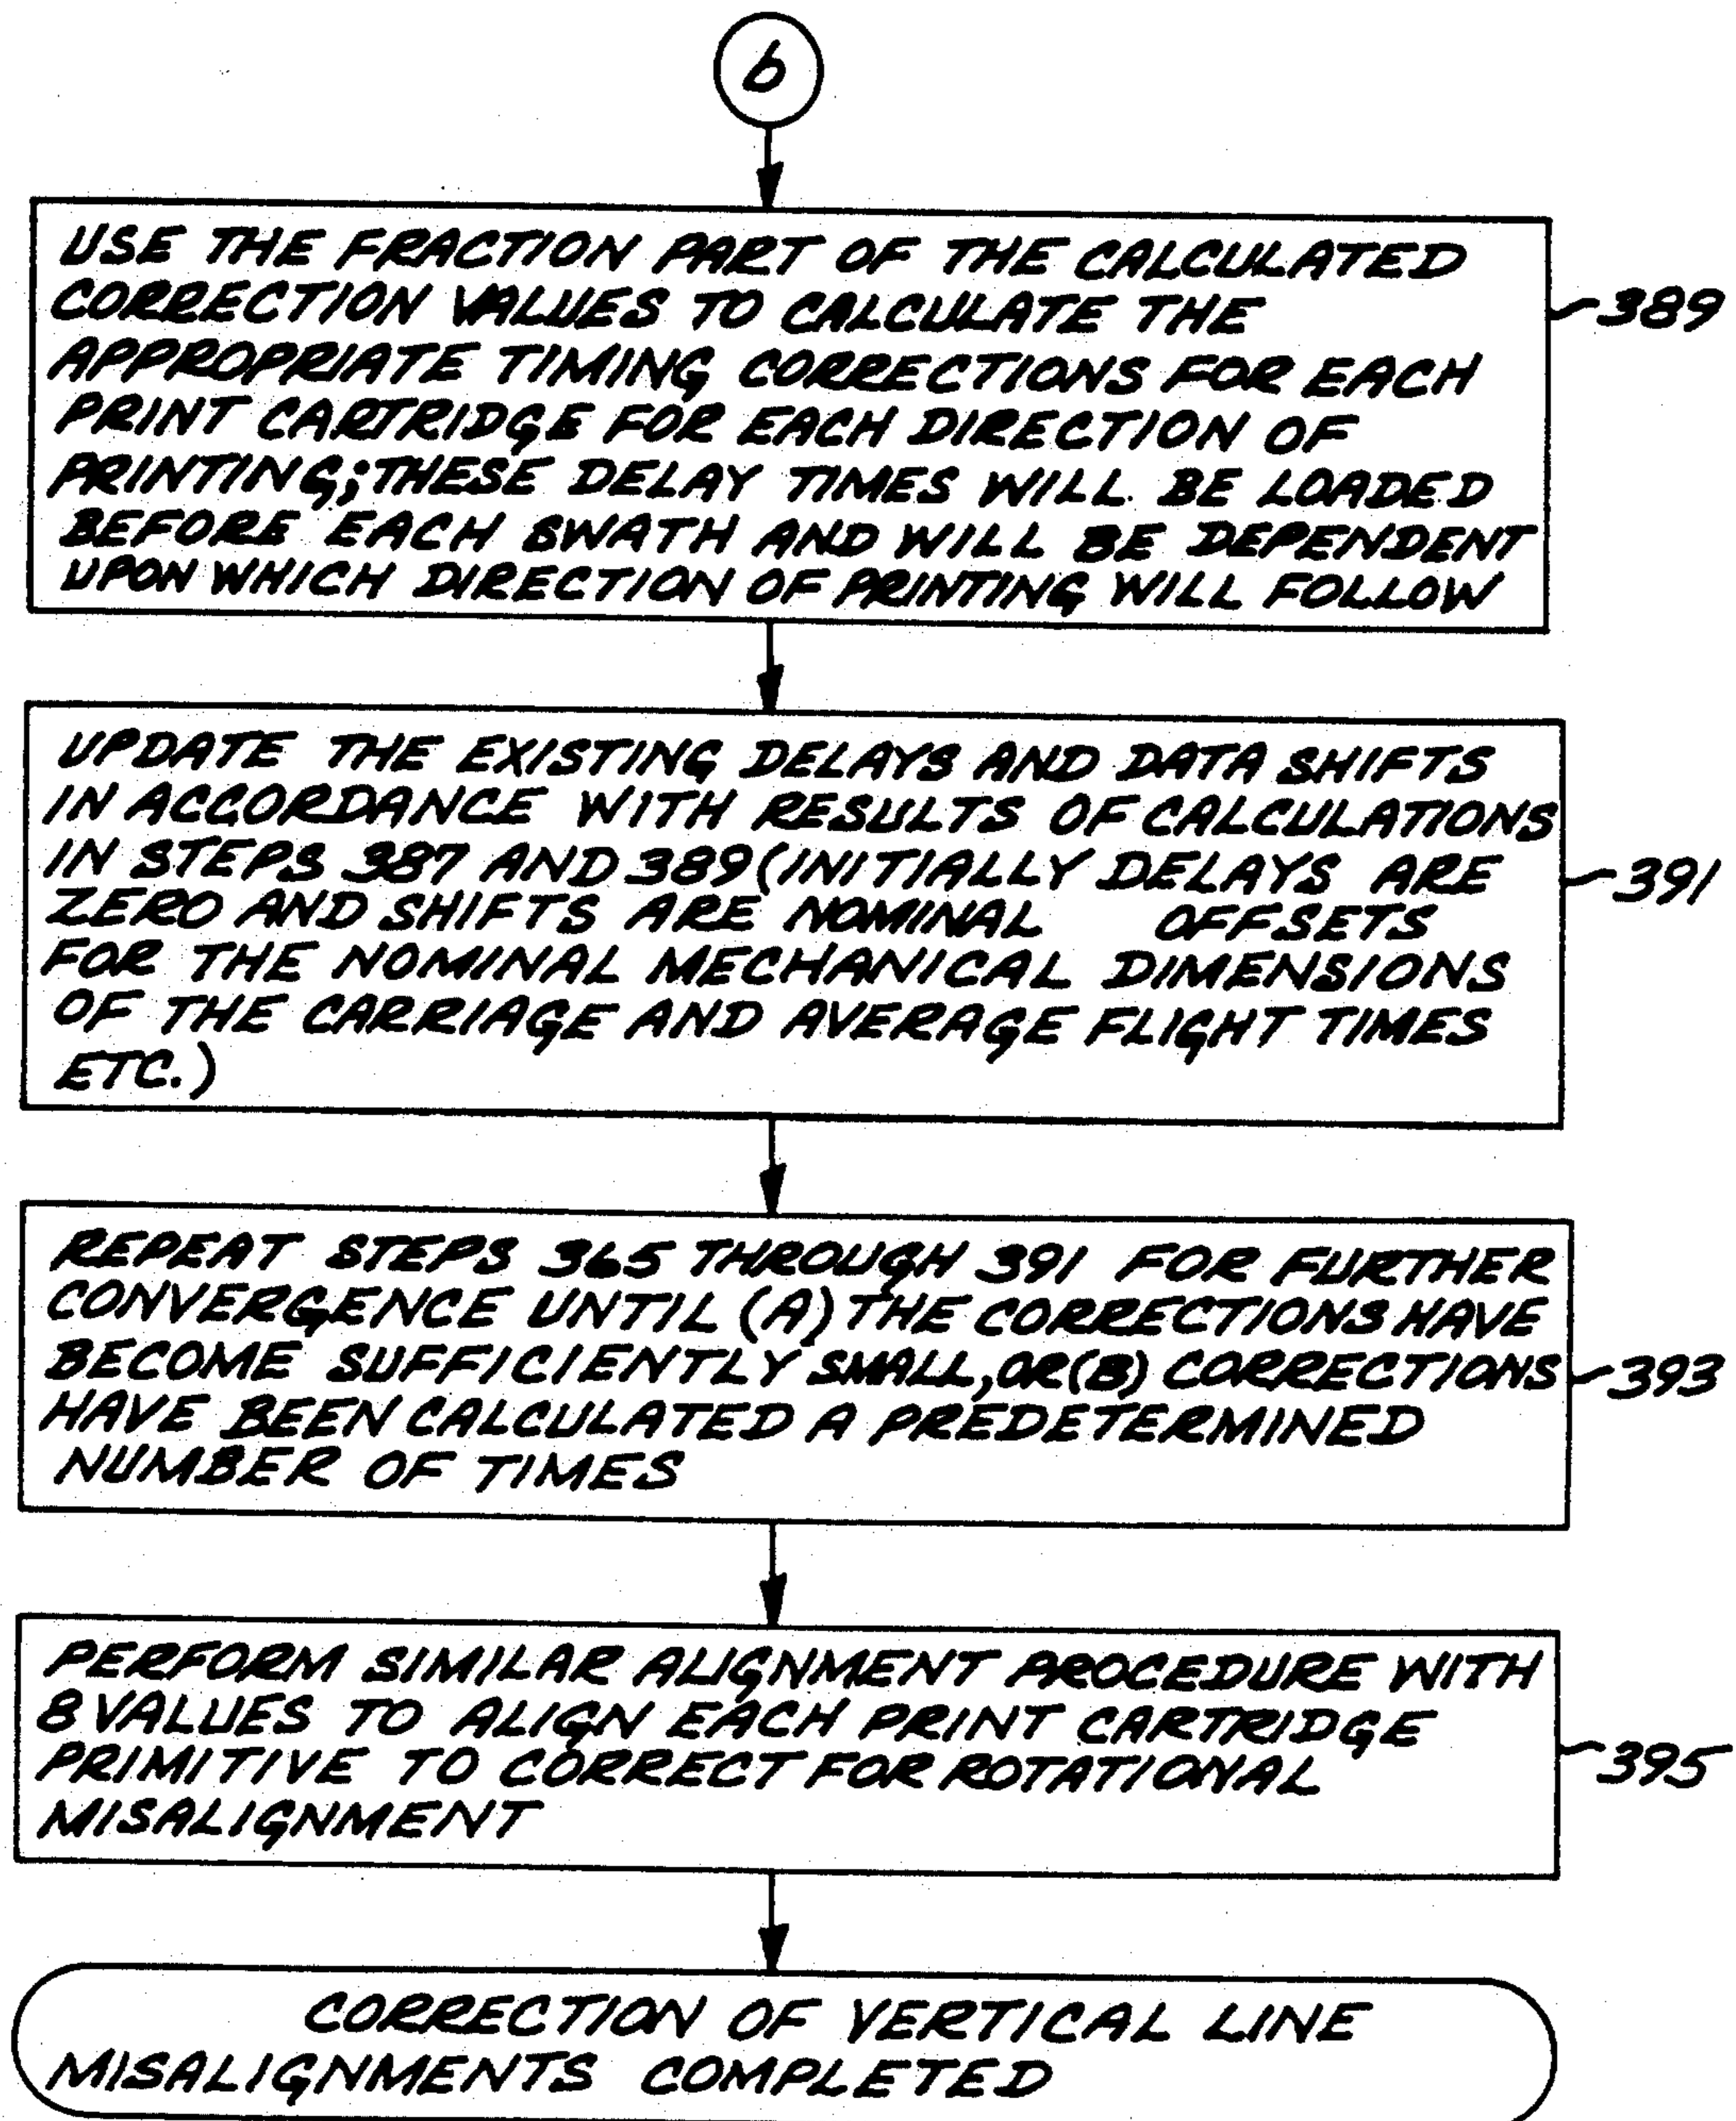 b
USE THE FRACTION PART OF THE CALCULATED
CORRECTION VALUES TO CALCULATE THE
APPROPRIATE TIMING CORRECTIONS FOR EACH
PRINT CARTRIDGE FOR EACH DIRECTION OF
PRINTING; THESE DELAY TIMES WILL BE LOADED
BEFORE EACH SWATH AND WILL BE DEPENDENT
UPON WHICH DIRECTION OF PRINTING WILL FOLLOW
389
UPDATE THE EXISTING DELAYS AND DATA SHIFTS
IN ACCORDANCE WITH RESULTS OF CALCULATIONS
IN STEPS 387 AND 389 (INITIALLY DELAYS ARE
ZERO AND SHIFTS ARE NOMINAL OFFSETS
FOR THE NOMINAL MECHANICAL DIMENSIONS
OF THE CARRIAGE AND AVERAGE FLIGHT TIMES
ETC.)
391
REPEAT STEPS 365 THROUGH 391 FOR FURTHER
CONVERGENCE UNTIL (A) THE CORRECTIONS HAVE
BECOME SUFFICIENTLY SMALL, OR (B) CORRECTIONS
HAVE BEEN CALCULATED A PREDETERMINED
NUMBER OF TIMES
393
PERFORM SIMILAR ALIGNMENT PROCEDURE WITH
8 VALUES TO ALIGN EACH PRINT CARTRIDGE
PRIMITIVE TO CORRECT FOR ROTATIONAL
MISALIGNMENT
395
CORRECTION OF VERTICAL LINE
MISALIGNMENTS COMPLETED